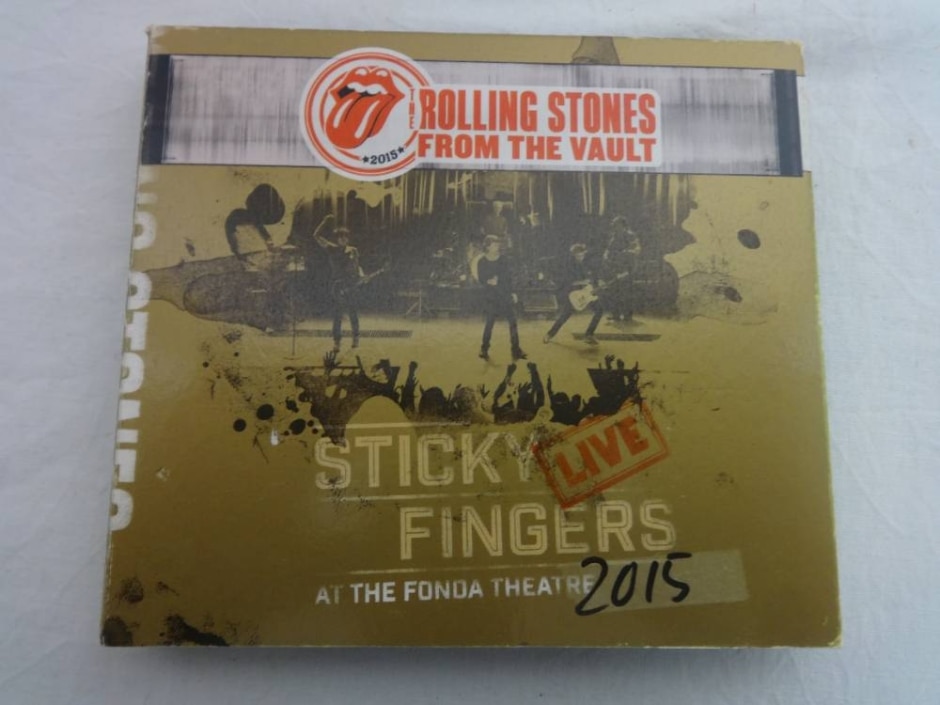 THE ROLLING STONES
FROM THE VAULT
★2015★
STICKY
LIVE
FINGERS
AT THE FONDA THEATRE
2015